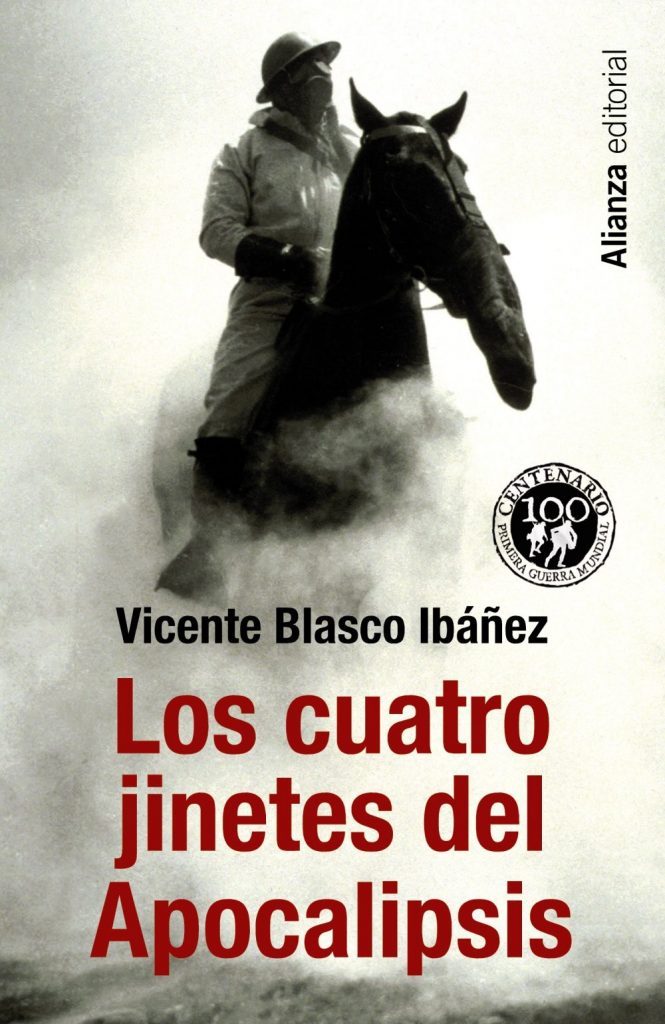 Alianza editorial
CENTENARIO
100
PRIMERA GUERRA MUNDIAL
Vicente Blasco Ibáñez
Los cuatro
jinetes del
Apocalipsis